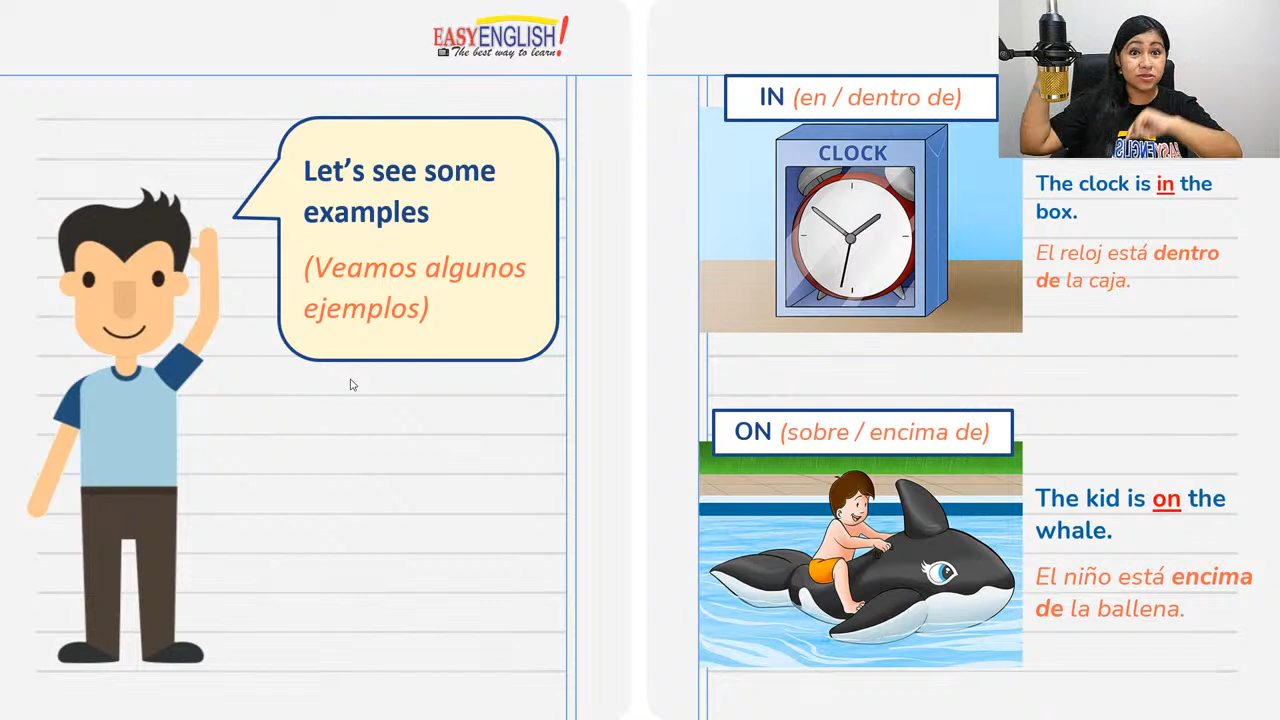 EASYENGLISH!
The best way to learn!
Let's see some
examples
(Veamos algunos
ejemplos)
IN (en / dentro de)
CLOCK
The clock is in the
box.
El reloj está dentro
de la caja.
ON (sobre / encima de)
The kid is on the
whale.
El niño está encima
de la ballena.